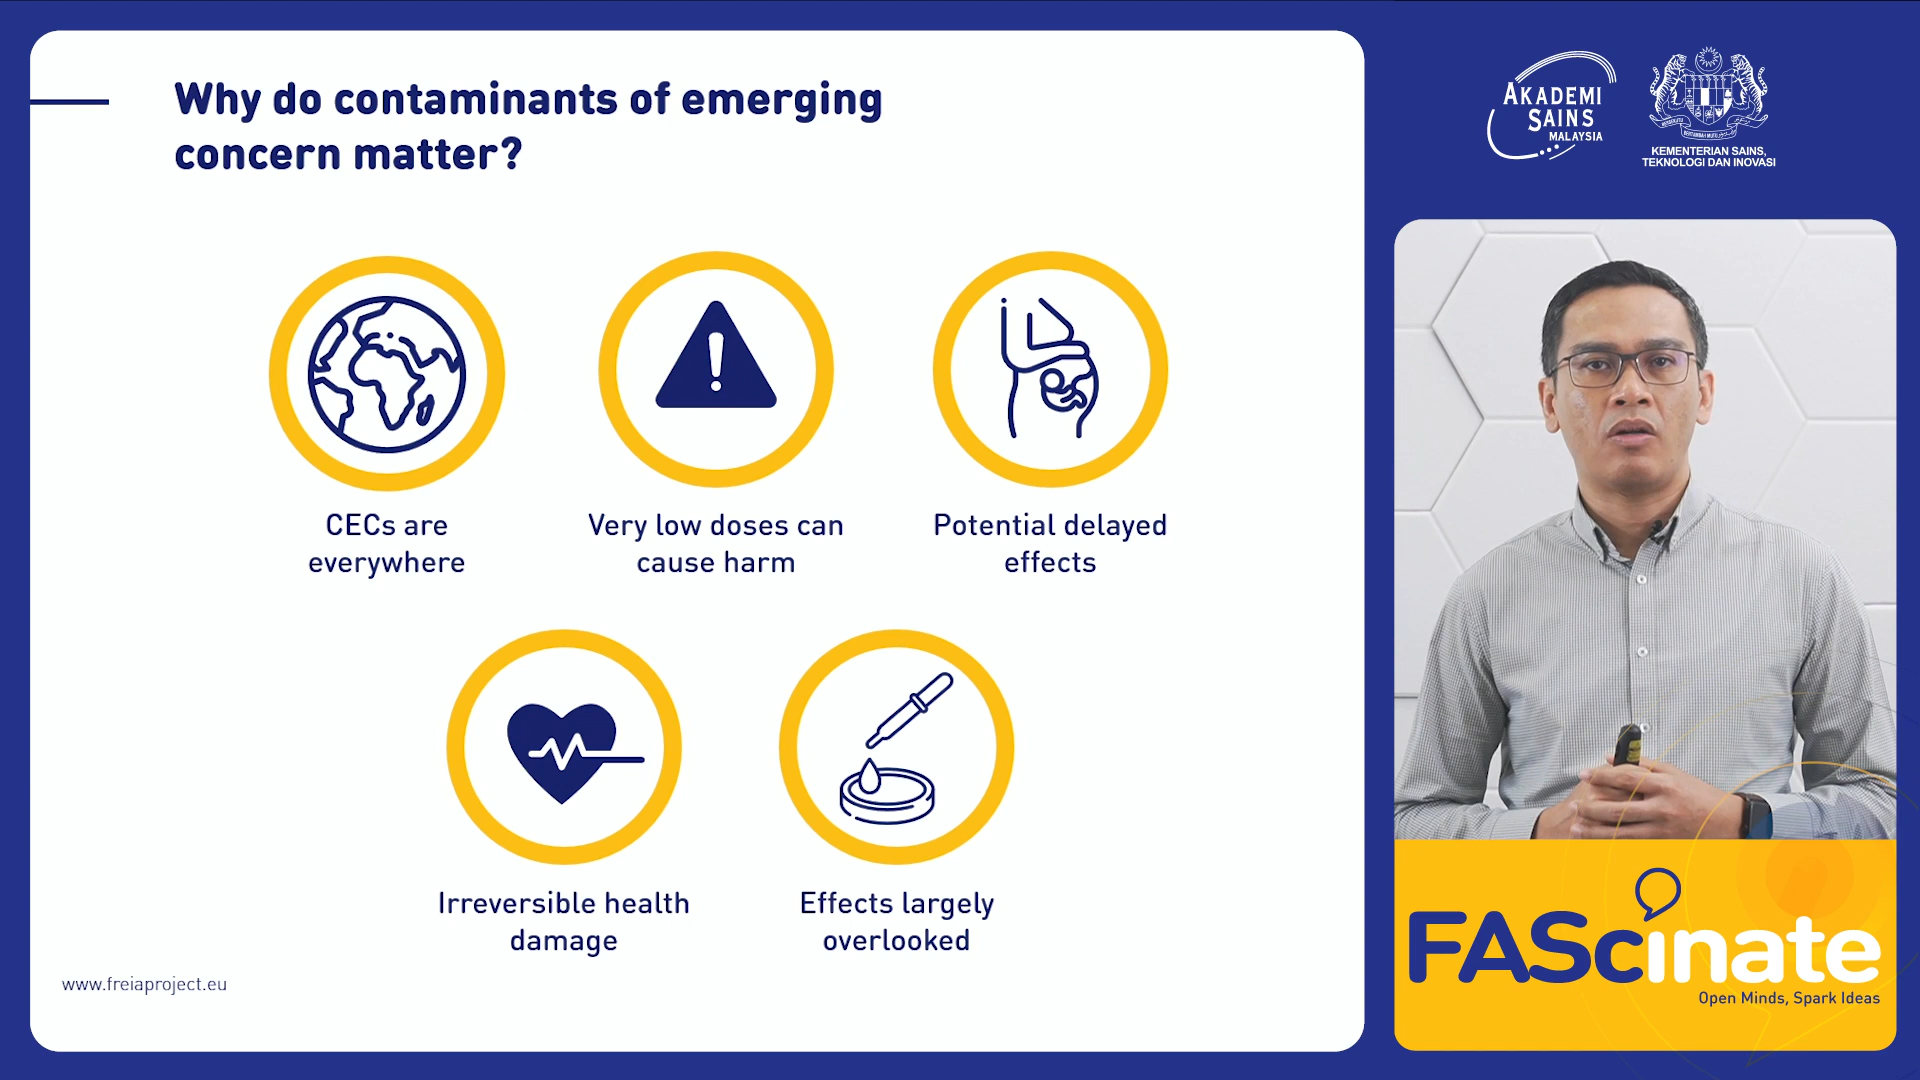 Why do contaminants of emerging
concern matter?
CECs are
everywhere
Very low doses can
cause harm
Potential delayed
effects
Irreversible health
damage
Effects largely
overlooked
www.freiaproject.eu
AKADEMI
SAINS
MALAYSIA
KEMENTERIAN SAINS,
TEKNOLOGI DAN INOVASI
FAScinate
Open Minds, Spark Ideas